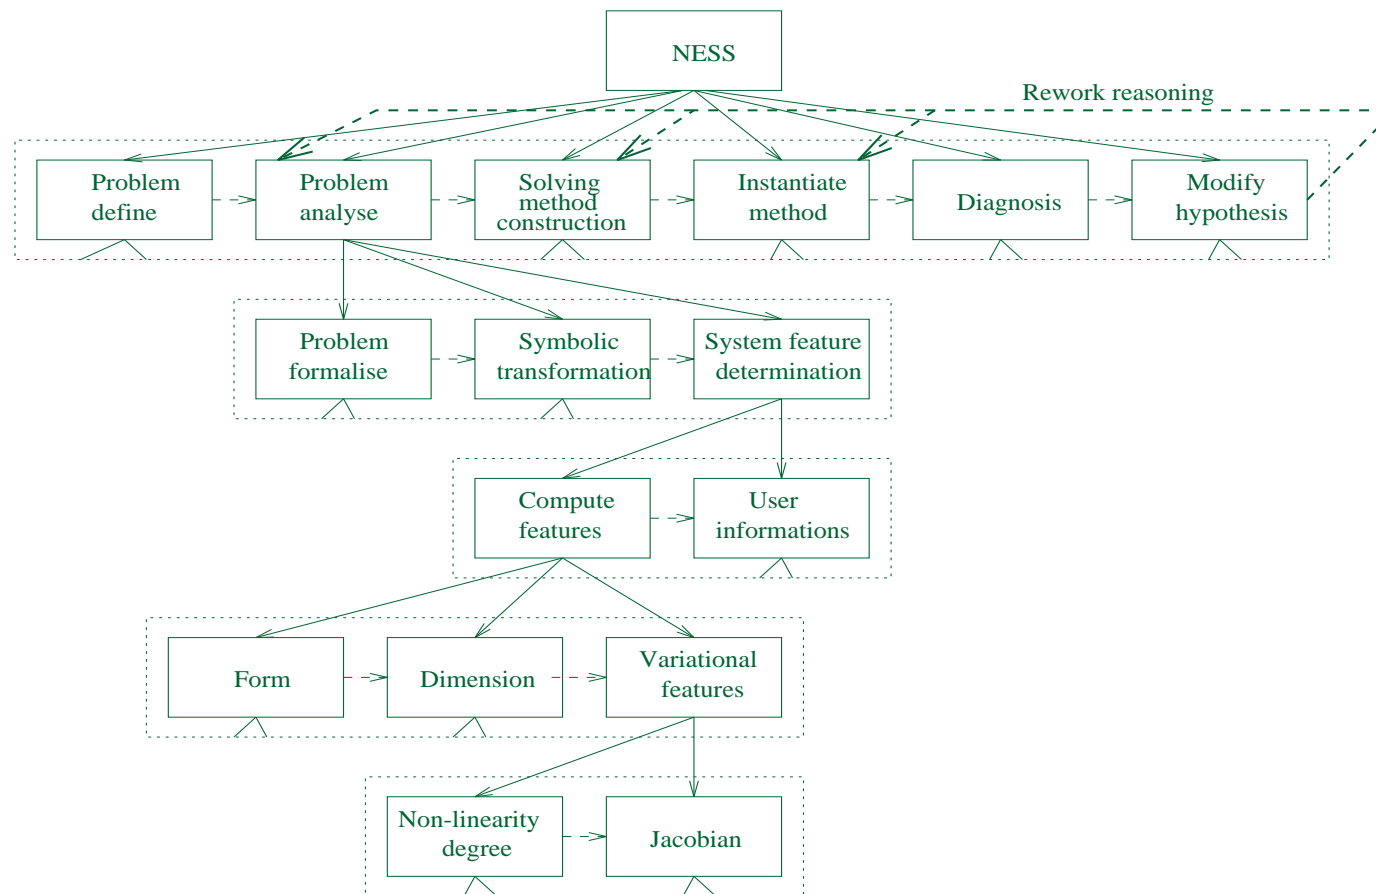 NESS
Rework reasoning
Problem
define
Problem
analyse
Solving
method
construction
Instantiate
method
Diagnosis
Modify
hypothesis
Problem
formalise
Symbolic
transformation
System feature
determination
Compute
features
User
informations
Form
Dimension
Variational
features
Non-linearity
degree
Jacobian